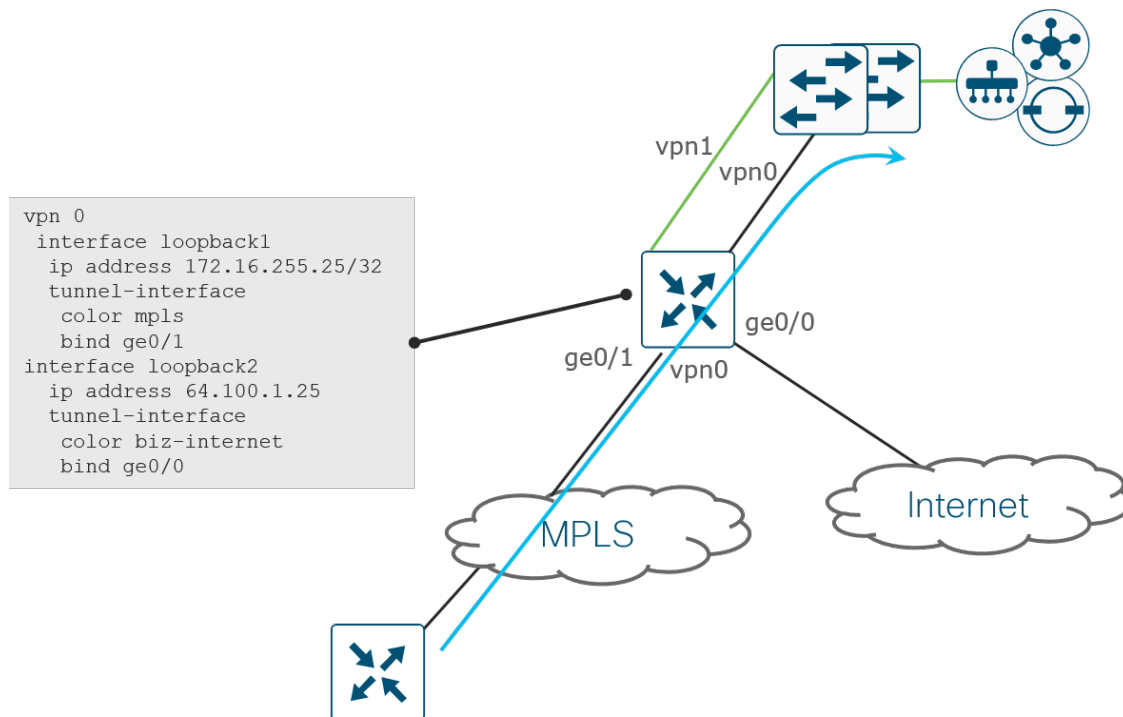 vpn1
vpn0
vpn 0
interface loopback1
ip address 172.16.255.25/32
tunnel-interface
color mpls
bind ge0/1
interface loopback2
ip address 64.100.1.25
tunnel-interface
color biz-internet
bind ge0/0
ge0/0
ge0/1
vpn0
MPLS
Internet